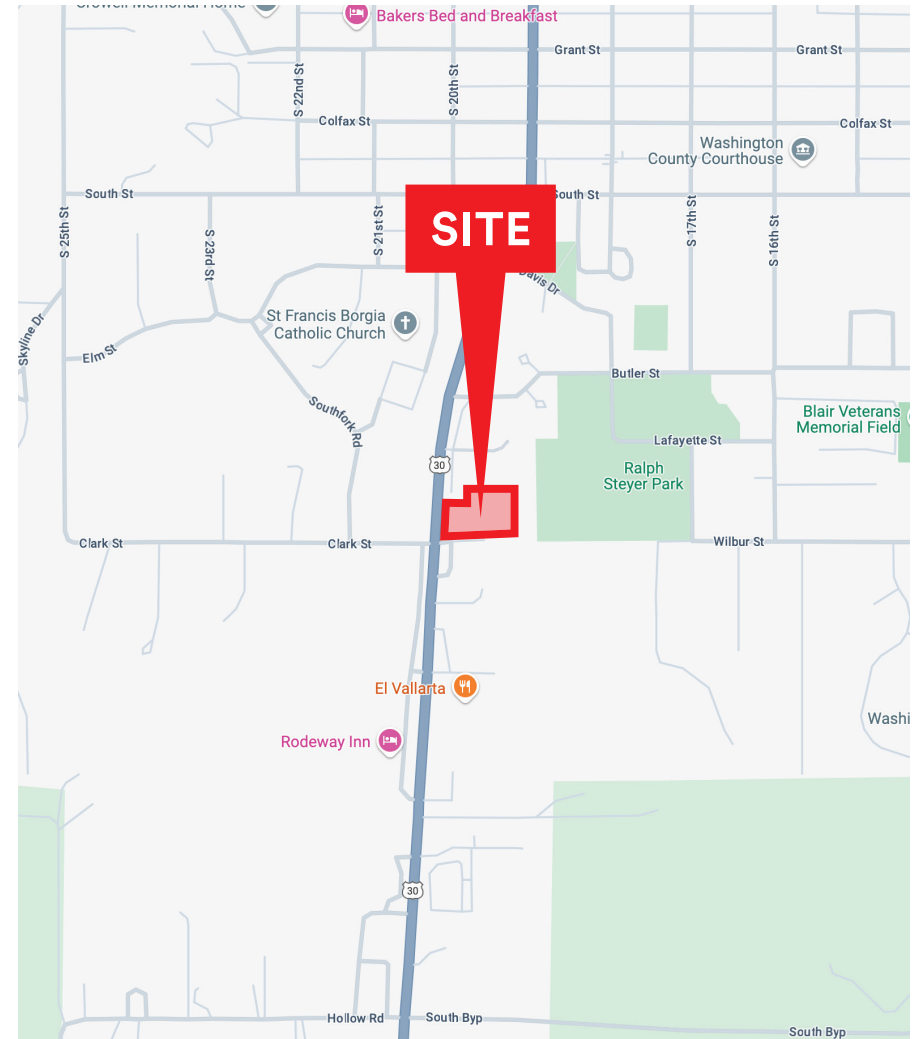 Crowell Memorial Home
Bakers Bed and Breakfast
Grant St
Grant St
S 22nd St
S 20th St
Colfax St
Colfax St
Washington
County Courthouse
South St
South St
S 25th St
S 23rd St
S 21st St
S 17th St
S 16th St
SITE
Davis Dr
St Francis Borgia
Catholic Church
Skyline Dr
Elm St
Butler St
Southfork Rd
Blair Veterans
Memorial Field
Lafayette St
30
Ralph
Steyer Park
Clark St
Clark St
Wilbur St
El Vallarta
Washi
Rodeway Inn
30
Hollow Rd
South Byp
South Byp